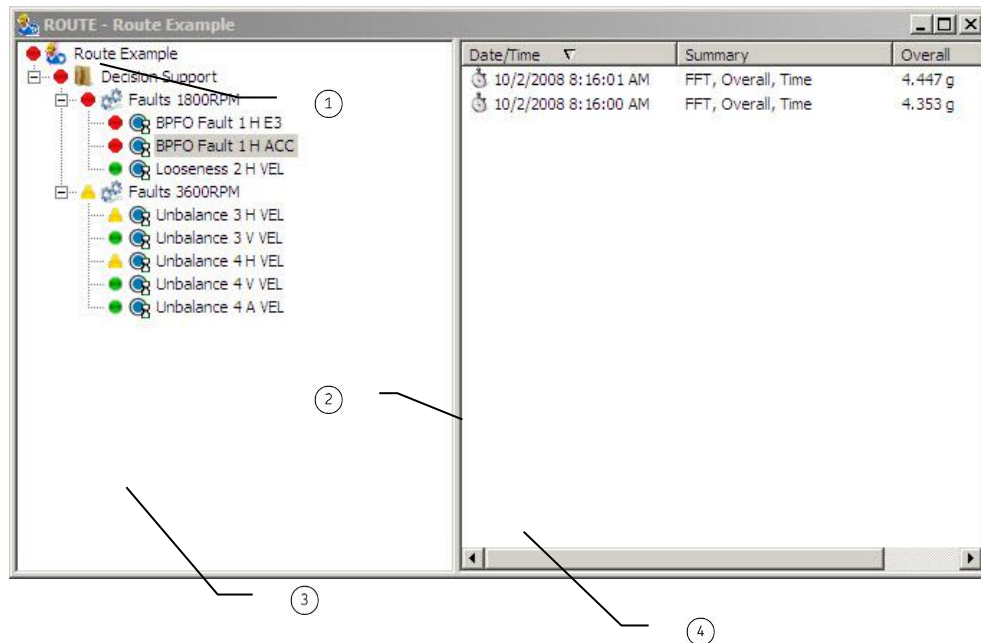 ROUTE - Route Example
Route Example
Decision Support
Faults 1800RPM
BPFO Fault 1 H E3
BPFO Fault 1 H ACC
Looseness 2 H VEL
Faults 3600RPM
Unbalance 3 H VEL
Unbalance 3 V VEL
Unbalance 4 H VEL
Unbalance 4 V VEL
Unbalance 4 A VEL
Date/Time Summary Overall
10/2/2008 8:16:01 AM FFT, Overall, Time 4.447 g
10/2/2008 8:16:00 AM FFT, Overall, Time 4.353 g
1
2
3
4